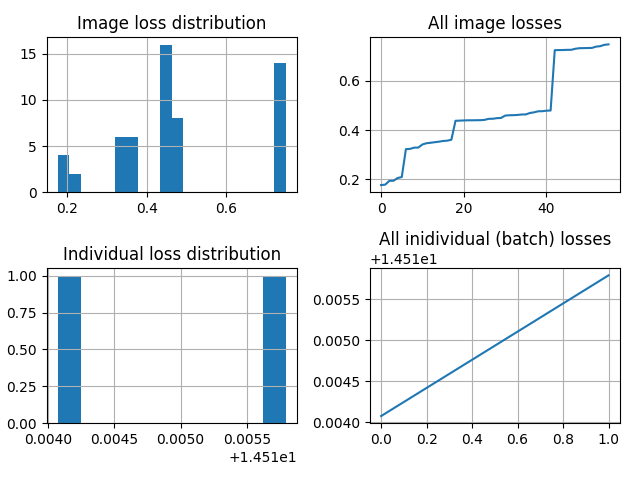 Image loss distribution
15
10
5
0
0.2 0.4 0.6
All image losses
0.6
0.4
0.2
0 20 40
Individual loss distribution
1.00
0.75
0.50
0.25
0.00
0.0040 0.0045 0.0050 0.0055
+1.451e1
All inidividual (batch) losses
+1.451e1
0.0055
0.0050
0.0045
0.0040
0.0 0.2 0.4 0.6 0.8 1.0